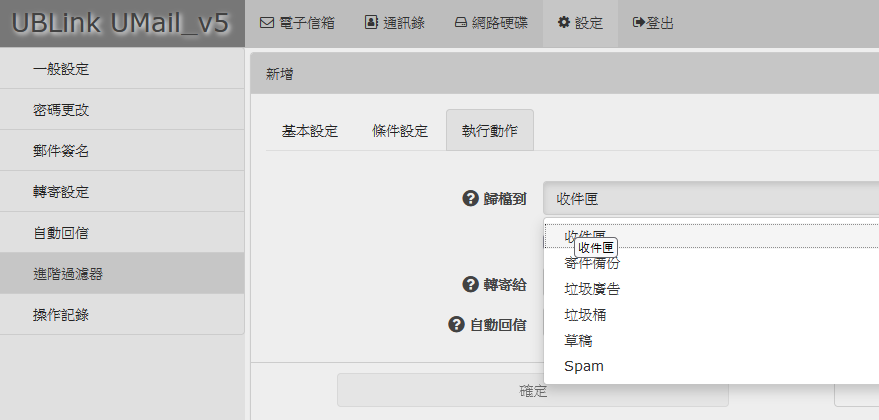 UBLink UMail_v5
電子信箱 通訊錄 網路硬碟 設定 登出
一般設定
密碼更改
郵件簽名
轉寄設定
自動回信
進階過濾器
操作記錄
新增
基本設定 條件設定 執行動作
歸檔到 收件匣
收件匣
收件匣
寄件備份
垃圾廣告
垃圾桶
草稿
Spam
轉寄給
自動回信
確定